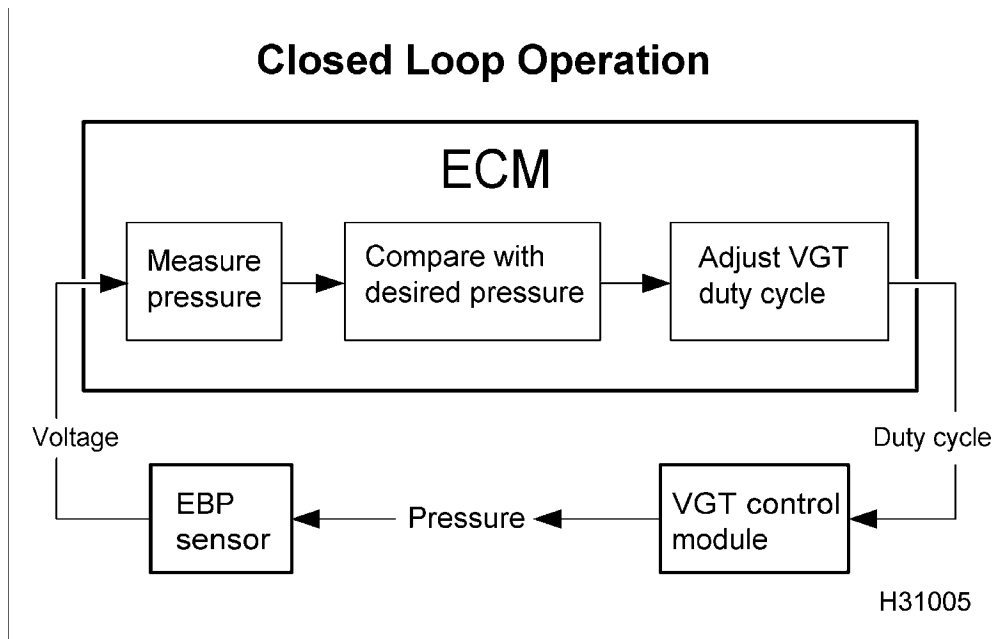 Closed Loop Operation
ECM
Measure
pressure
Compare with
desired pressure
Adjust VGT
duty cycle
Voltage
Duty cycle
EBP
sensor
Pressure
VGT control
module
H31005